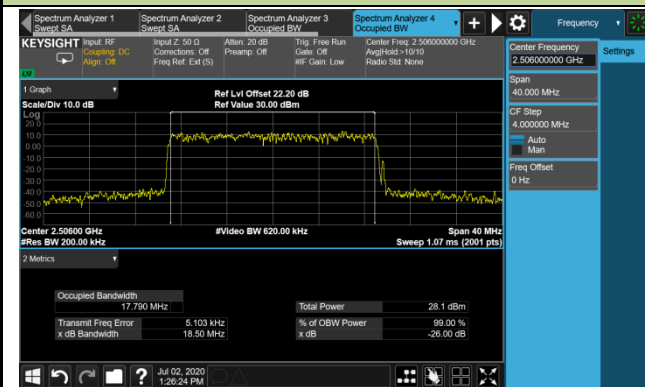 Spectrum Analyzer 1
Swept SA
Spectrum Analyzer 2
Swept SA
Spectrum Analyzer 3
Occupied BW
Spectrum Analyzer 4
Occupied BW
Frequency
KEYSIGHT
Input: RF
Coupling: DC
Align: Off
Input Z: 50 Ω
Corrections: Off
Freq Ref: Ext (S)
Atten: 20 dB
Preamp: Off
Trig: Free Run
Gate: Off
#IF Gain: Low
Center Freq: 2.506000000 GHz
Avg|Hold:>10/10
Radio Std: None
Center Frequency
2.506000000 GHz
Settings
Span
40.000 MHz
CF Step
4.000000 MHz
Auto
Man
Freq Offset
0 Hz
1 Graph
Scale/Div 10.0 dB
Ref Lvl Offset 22.20 dB
Ref Value 30.00 dBm
Log
20.0
10.0
0.00
-10.0
-20.0
-30.0
-40.0
-50.0
-60.0
Center 2.50600 GHz
#Video BW 620.00 kHz
Span 40 MHz
#Res BW 200.00 kHz
Sweep 1.07 ms (2001 pts)
2 Metrics
Occupied Bandwidth
17.790 MHz
Total Power 28.1 dBm
Transmit Freq Error 5.103 kHz
% of OBW Power 99.00 %
x dB Bandwidth 18.50 MHz
x dB -26.00 dB
Jul 02, 2020
1:26:24 PM